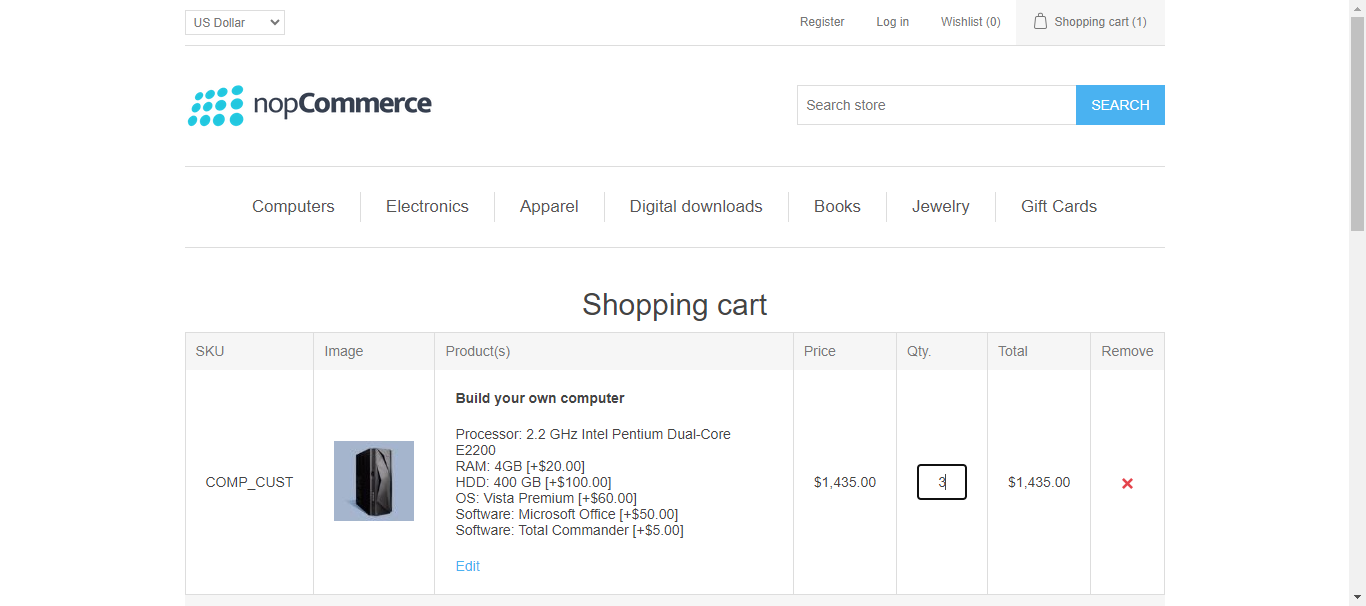 US Dollar
Register
Log in
Wishlist (0)
Shopping cart (1)
nopCommerce
Search store
SEARCH
Computers
Electronics
Apparel
Digital downloads
Books
Jewelry
Gift Cards
Shopping cart
SKU
Image
Product(s)
Price
Qty.
Total
Remove
COMP_CUST
Build your own computer
Processor: 2.2 GHz Intel Pentium Dual-Core
E2200
RAM: 4GB [+$20.00]
HDD: 400 GB [+$100.00]
OS: Vista Premium [+$60.00]
Software: Microsoft Office [+$50.00]
Software: Total Commander [+$5.00]
Edit
$1,435.00
3
$1,435.00